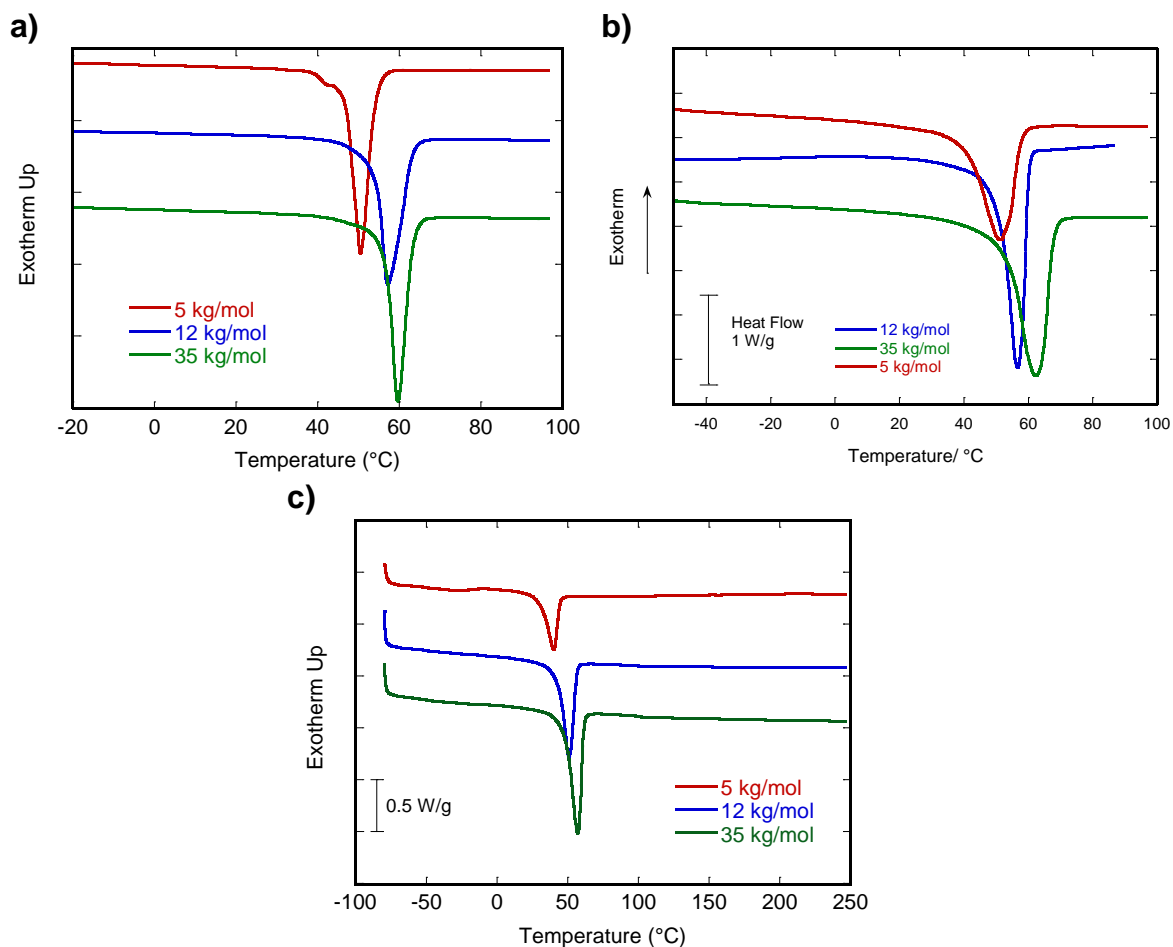 a)
Exotherm Up
5 kg/mol
12 kg/mol
35 kg/mol
-20 0 20 40 60 80 100
Temperature (°C)
b)
Exotherm
Heat Flow
1 W/g
12 kg/mol
35 kg/mol
5 kg/mol
-40 -20 0 20 40 60 80 100
Temperature/ °C
c)
Exotherm Up
0.5 W/g
5 kg/mol
12 kg/mol
35 kg/mol
-100 -50 0 50 100 150 200 250
Temperature (°C)